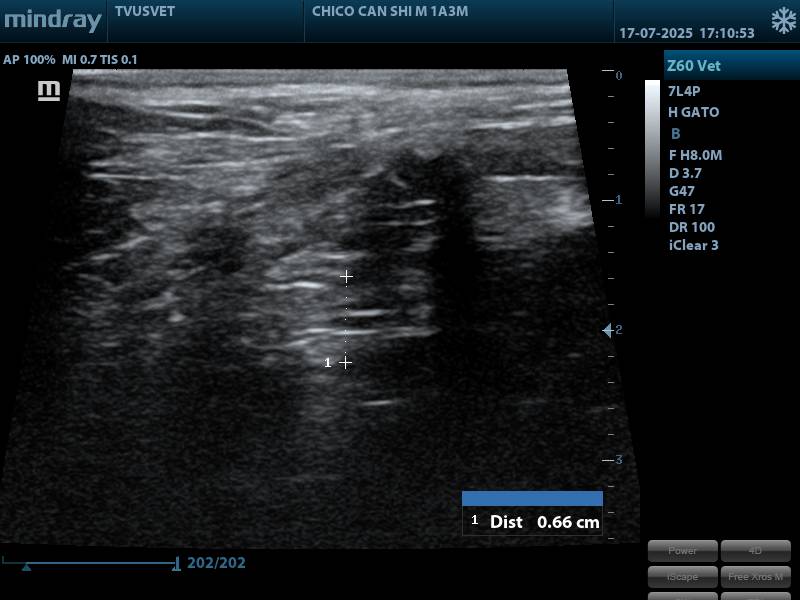 mindray
TVUSVET
CHICO CAN SHI M 1A3M
17-07-2025 17:10:53
AP 100% MI 0.7 TIS 0.1
m
Z60 Vet
7L4P
H GATO
B
F H8.0M
D 3.7
G47
FR 17
DR 100
iClear 3
0
1
2
3
1
1 Dist 0.66 cm
202/202
Power
4D
iScape
Free Xros M